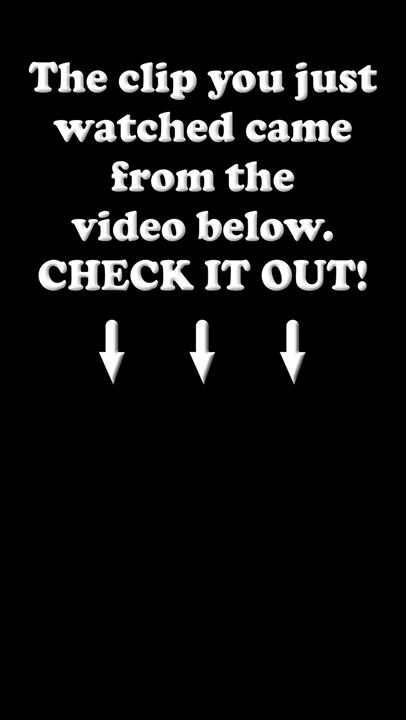 The clip you just
watched came
from the
video below.
CHECK IT OUT!